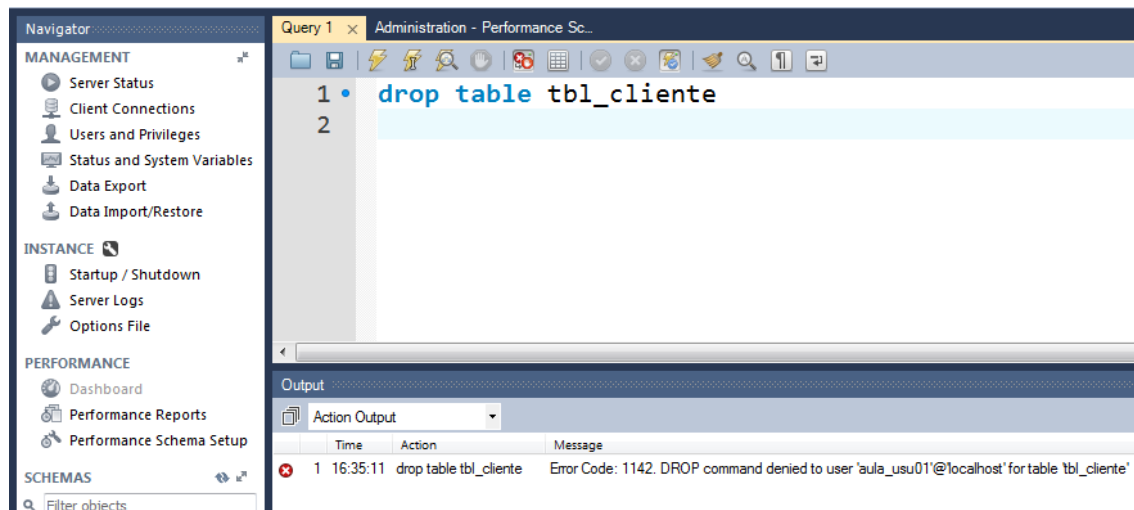 Navigator
MANAGEMENT
Server Status
Client Connections
Users and Privileges
Status and System Variables
Data Export
Data Import/Restore
INSTANCE
Startup / Shutdown
Server Logs
Options File
PERFORMANCE
Dashboard
Performance Reports
Performance Schema Setup
SCHEMAS
Filter objects
Query 1 × Administration - Performance Sc...
1 drop table tbl_cliente
2
Output
Action Output
Time Action Message
1 16:35:11 drop table tbl_cliente Error Code: 1142. DROP command denied to user 'aula_usu01'@'localhost' for table 'tbl_cliente'